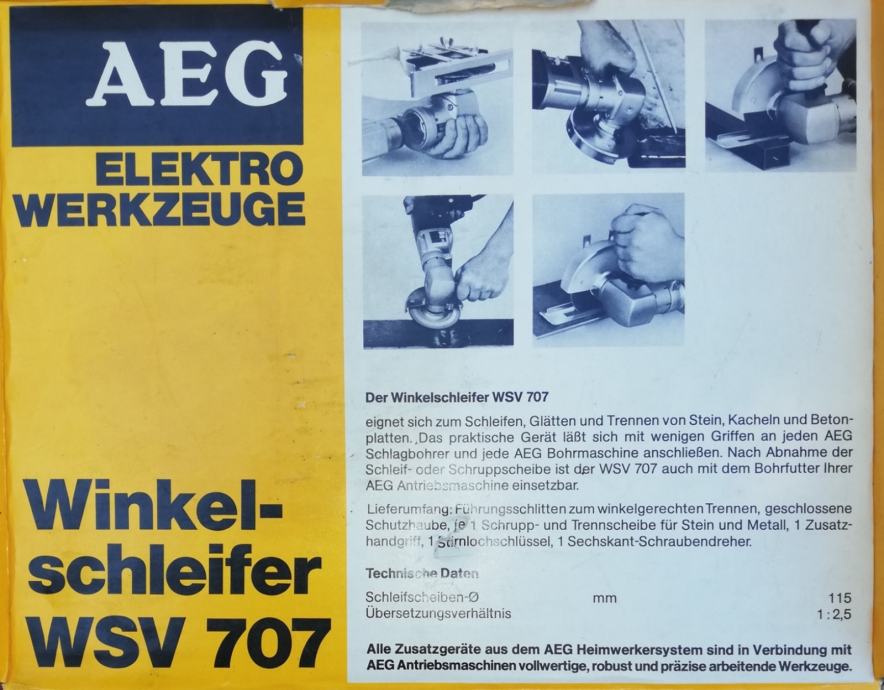 AEG
ELEKTRO
WERKZEUGE
Winkel-
schleifer
WSV 707
Der Winkelschleifer WSV 707
eignet sich zum Schleifen, Glätten und Trennen von Stein, Kacheln und Beton-
platten. Das praktische Gerät läßt sich mit wenigen Griffen an jeden AEG
Schlagbohrer und jede AEG Bohrmaschine anschließen. Nach Abnahme der
Schleif- oder Schruppscheibe ist der WSV 707 auch mit dem Bohrfutter Ihrer
AEG Antriebsmaschine einsetzbar.
Lieferumfang: Führungsschlitten zum winkelgerechten Trennen, geschlossene
Schutzhaube, je 1 Schrupp- und Trennscheibe für Stein und Metall, 1 Zusatz-
handgriff, 1 Stirnlochschlüssel, 1 Sechskant-Schraubendreher.
Technische Daten
Schleifscheiben-Ø mm 115
Übersetzungsverhältnis 1:2,5
Alle Zusatzgeräte aus dem AEG Heimwerkersystem sind in Verbindung mit
AEG Antriebsmaschinen vollwertige, robust und präzise arbeitende Werkzeuge.